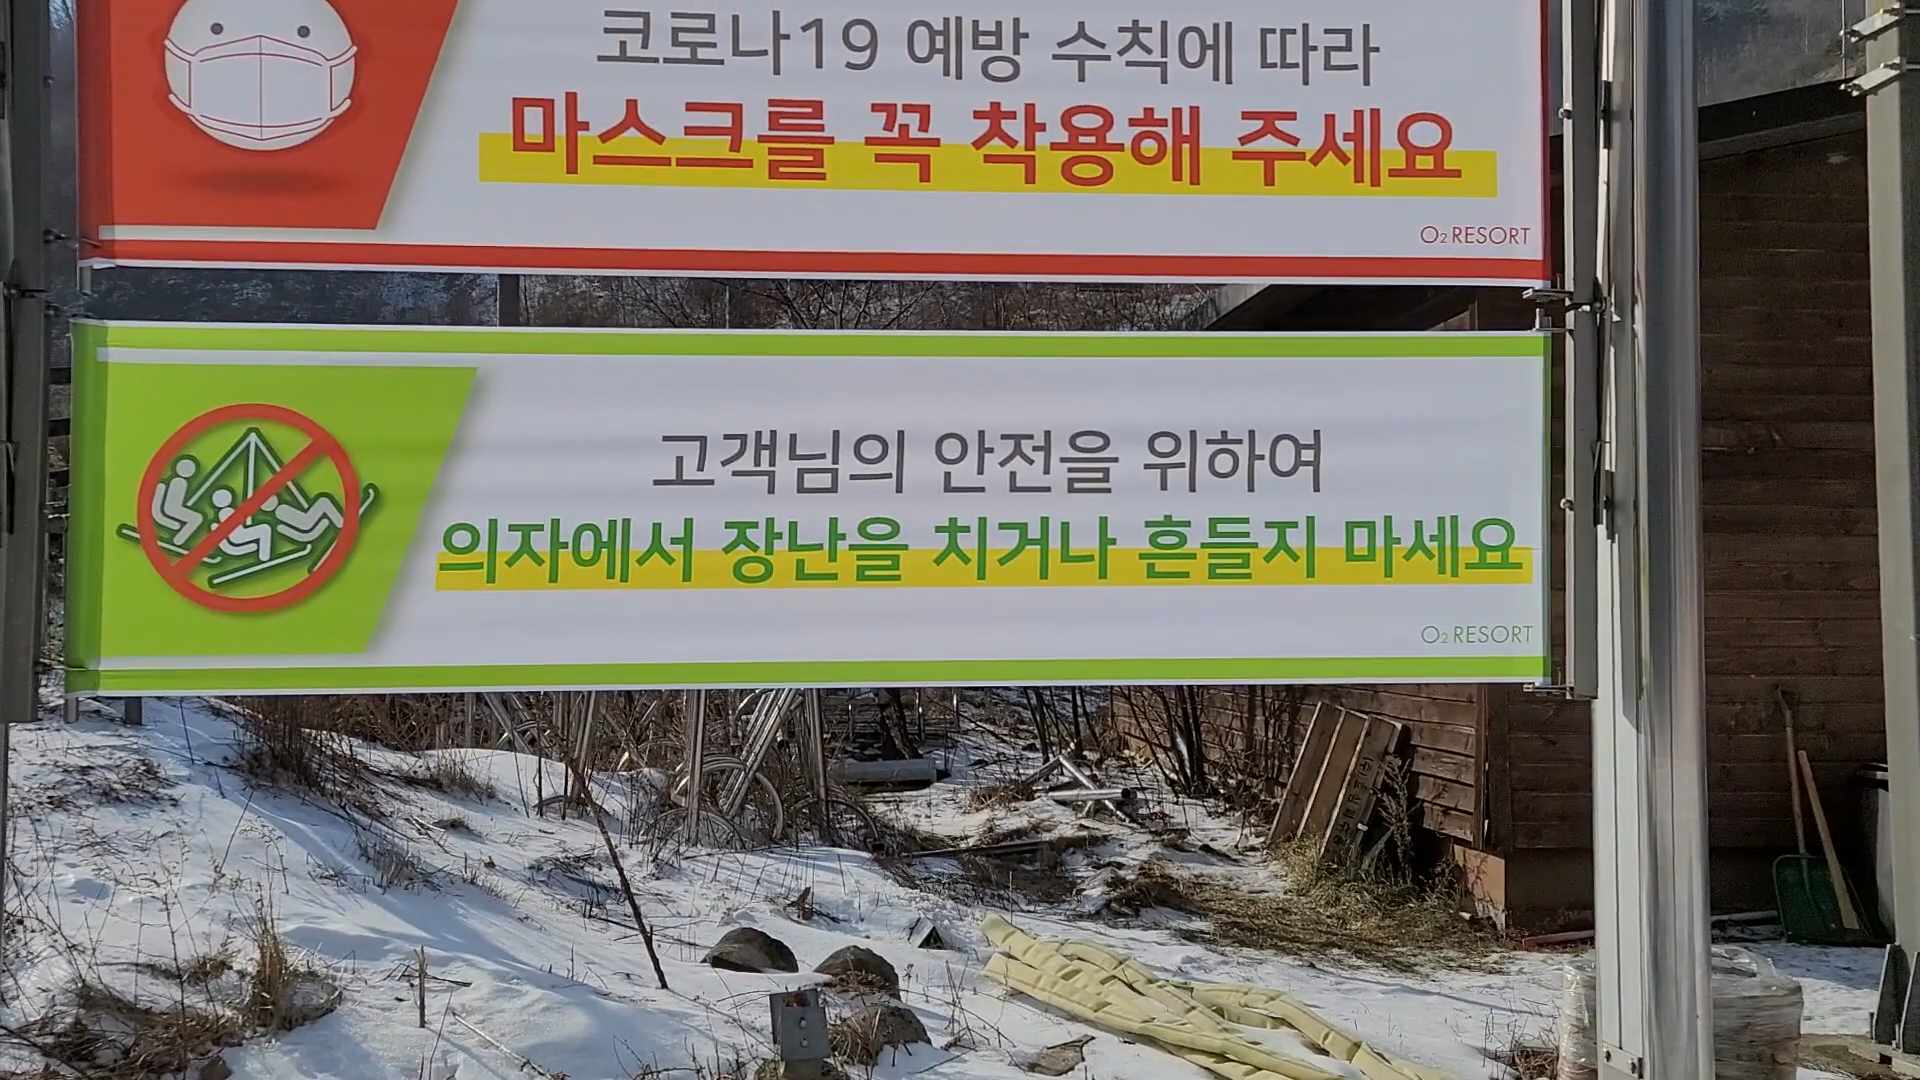 코로나19 예방 수칙에 따라
마스크를 꼭 착용해 주세요
O2 RESORT
고객님의 안전을 위하여
의자에서 장난을 치거나 흔들지 마세요
O2 RESORT